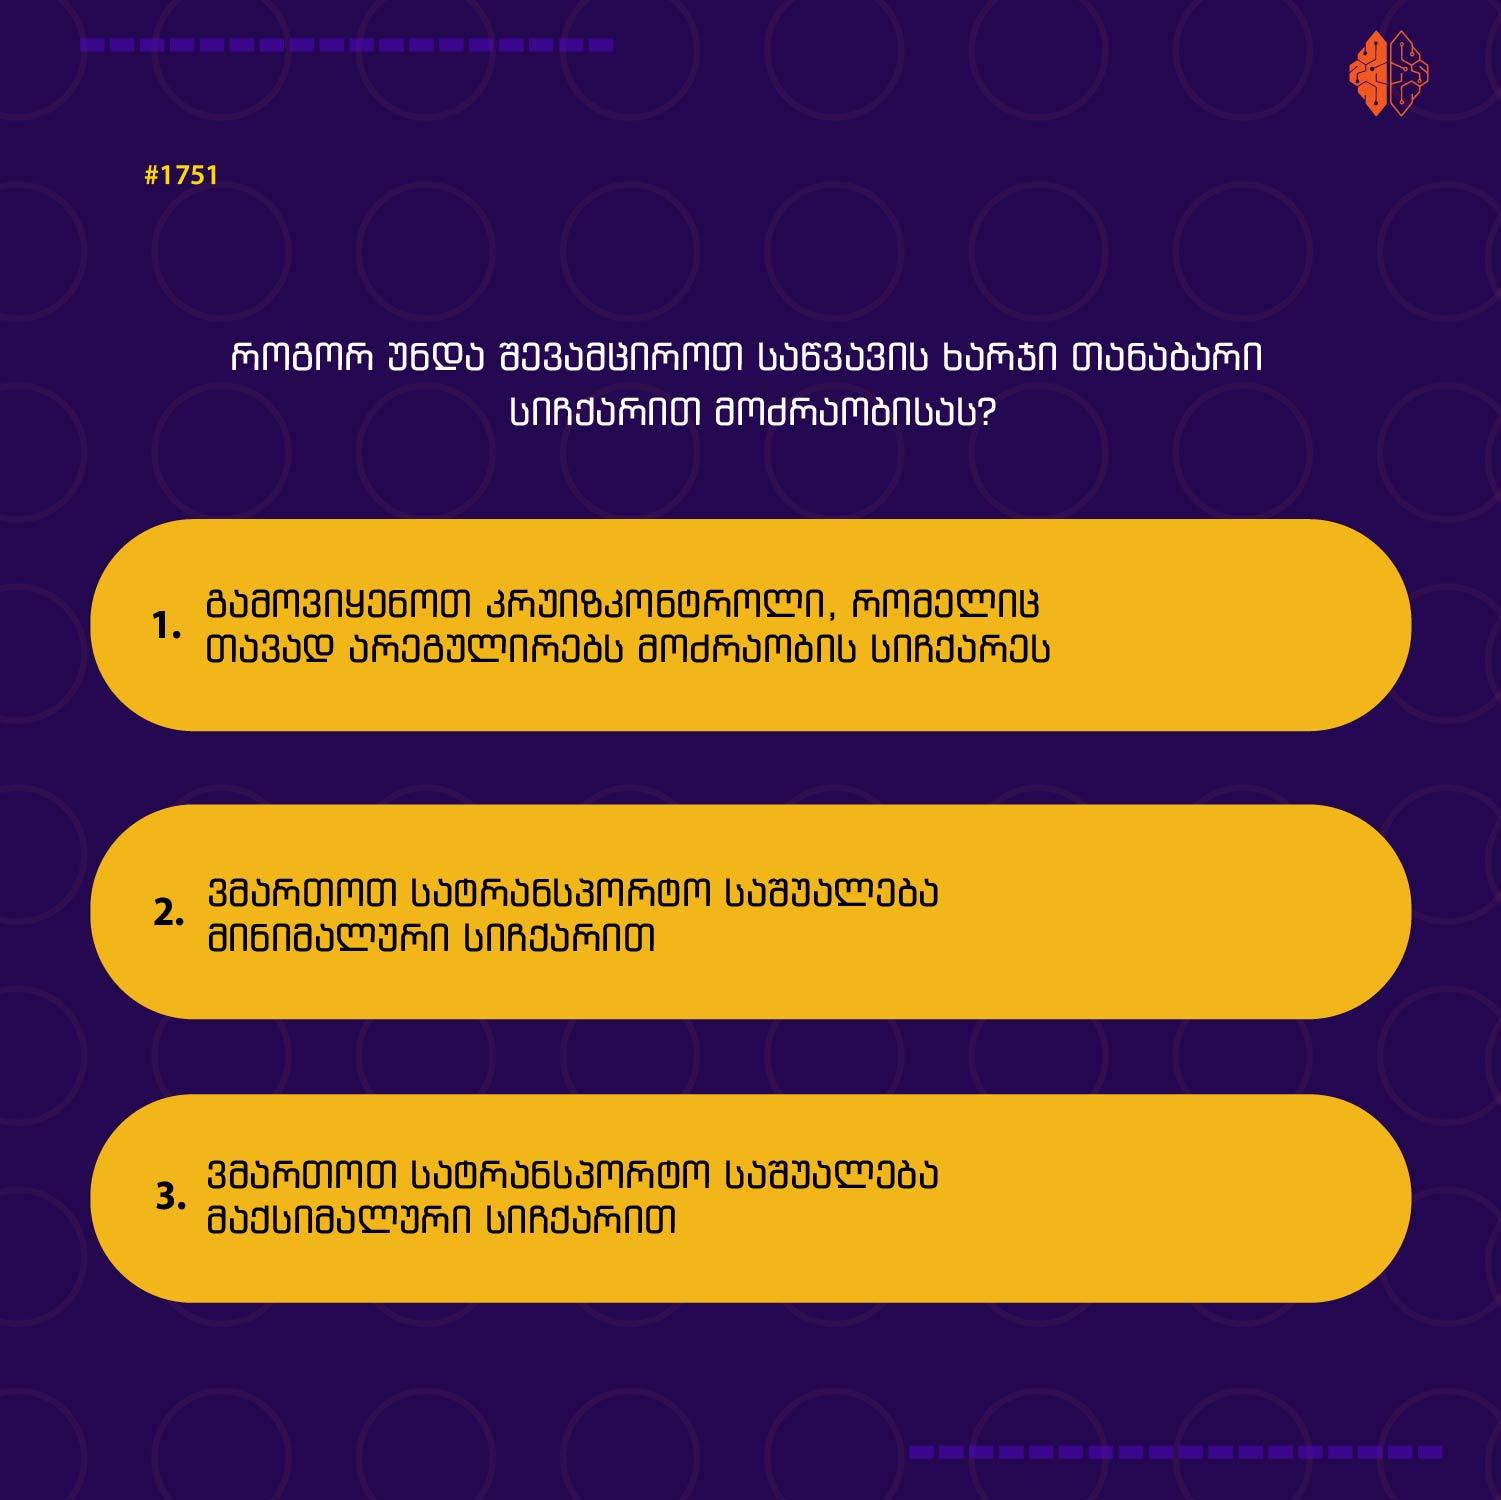 #1751
როგორ უნდა შევამციროთ საწვავის ხარჯი თანაბარი
სიჩქარით მოძრაობისას?
1. გამოვიყენოთ კრუიზკონტროლი, რომელიც
თავად არეგულირებს მოძრაობის სიჩქარეს
2. ვმართოთ სატრანსპორტო საშუალება
მინიმალური სიჩქარით
3. ვმართოთ სატრანსპორტო საშუალება
მაქსიმალური სიჩქარით